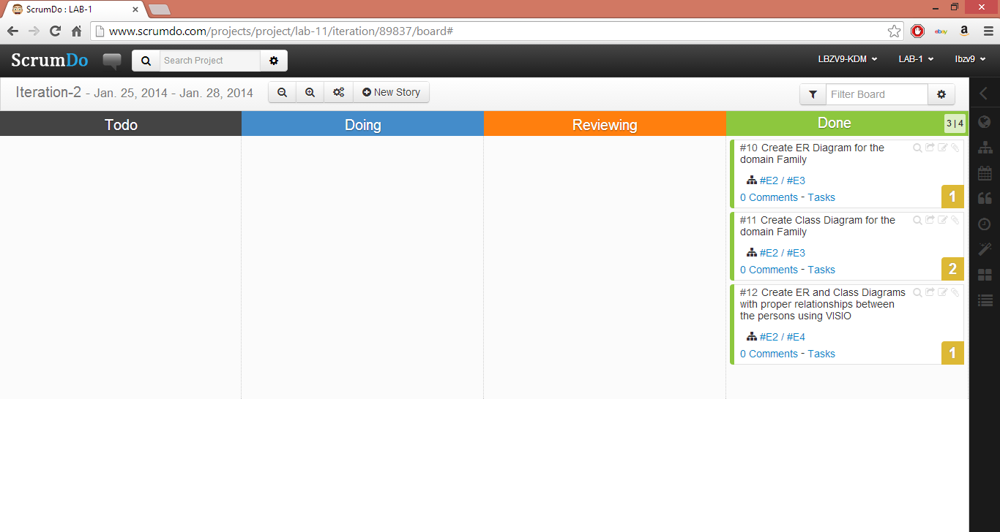 ScrumDo : LAB-1
www.scrumdo.com/projects/project/lab-11/iteration/89837/board#
ebay
a
ScrumDo
Search Project
LBZV9-KDM
LAB-1
lbzv9
Iteration-2 - Jan. 25, 2014 - Jan. 28, 2014
New Story
Filter Board
Todo
Doing
Reviewing
Done
3 | 4
#10 Create ER Diagram for the
domain Family
#E2 / #E3
0 Comments - Tasks
1
#11 Create Class Diagram for the
domain Family
#E2 / #E3
0 Comments - Tasks
2
#12 Create ER and Class Diagrams
with proper relationships between
the persons using VISIO
#E2 / #E4
0 Comments - Tasks
1